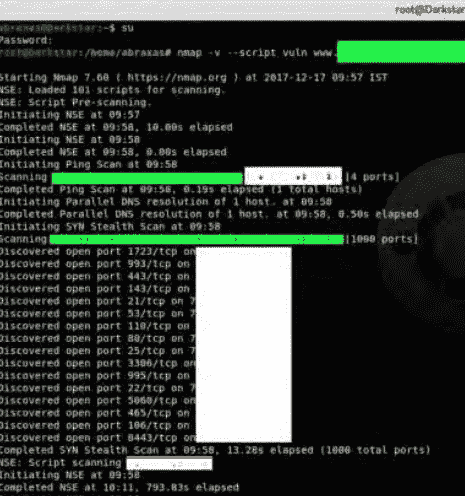 root@Darkstar
abraxas@Darkstar:~$ su
Password:
root@Darkstar:/home/abraxas# nmap -v --script vuln www.
Starting Nmap 7.60 ( https://nmap.org ) at 2017-12-17 09:57 IST
NSE: Loaded 101 scripts for scanning.
NSE: Script Pre-scanning.
Initiating NSE at 09:57
Completed NSE at 09:58, 10.00s elapsed
Initiating NSE at 09:58
Completed NSE at 09:58, 0.00s elapsed
Initiating Ping Scan at 09:58
Scanning [4 ports]
Completed Ping Scan at 09:58, 0.19s elapsed (1 total hosts)
Initiating Parallel DNS resolution of 1 host. at 09:58
Completed Parallel DNS resolution of 1 host. at 09:58, 0.50s elapsed
Initiating SYN Stealth Scan at 09:58
Scanning [1000 ports]
Discovered open port 1723/tcp on
Discovered open port 993/tcp on
Discovered open port 443/tcp on
Discovered open port 143/tcp on
Discovered open port 21/tcp on 7
Discovered open port 53/tcp on 7
Discovered open port 110/tcp on
Discovered open port 80/tcp on 7
Discovered open port 25/tcp on 7
Discovered open port 3306/tcp on
Discovered open port 995/tcp on
Discovered open port 22/tcp on 7
Discovered open port 5060/tcp on
Discovered open port 465/tcp on
Discovered open port 106/tcp on
Discovered open port 8443/tcp on
Completed SYN Stealth Scan at 09:58, 13.28s elapsed (1000 total ports)
NSE: Script scanning
Initiating NSE at 09:58
Completed NSE at 10:11, 793.83s elapsed